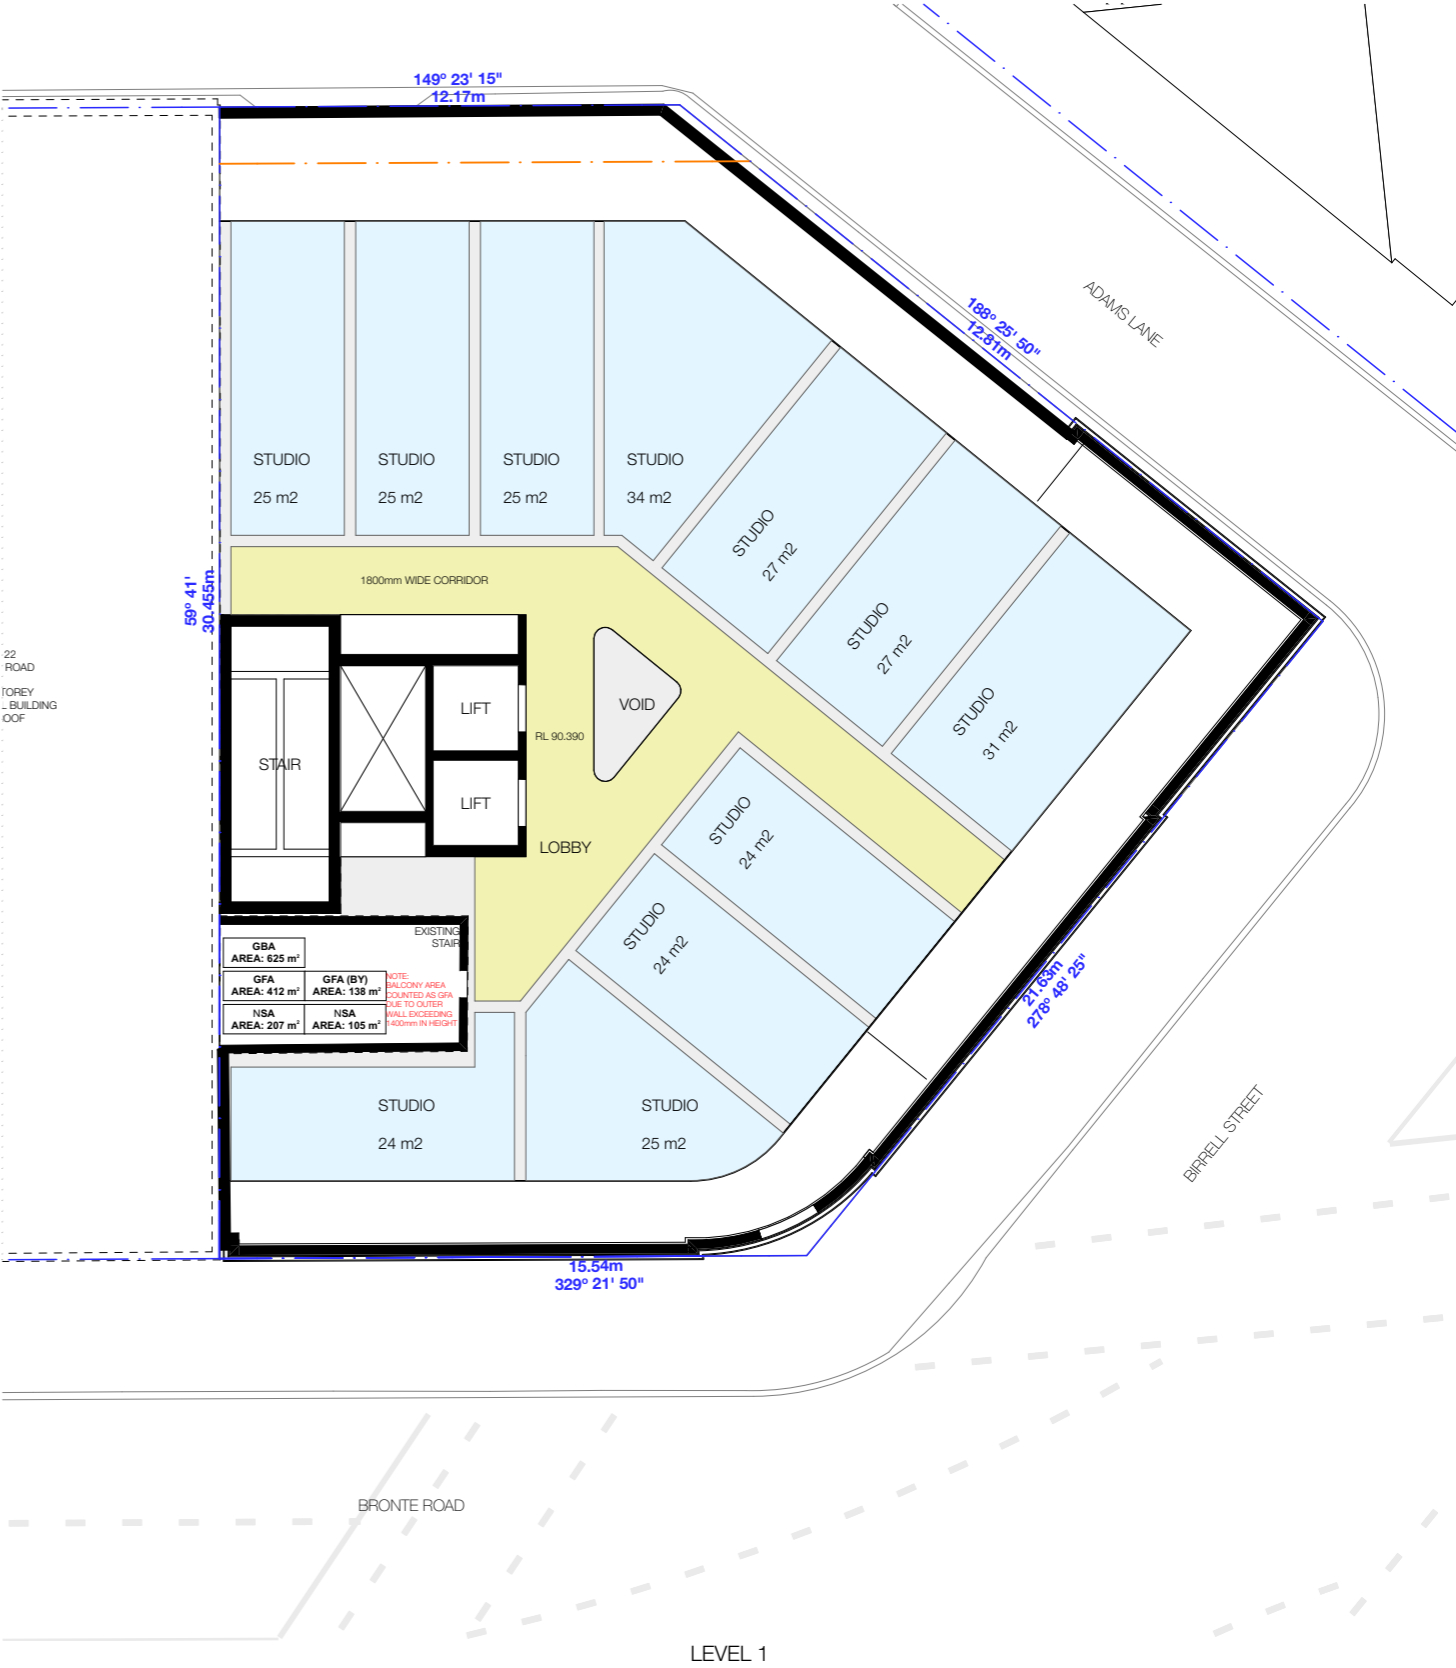 149° 23' 15"
12.17m
188° 25' 50"
12.81m
ADAMS LANE
STUDIO
25 m2
STUDIO
25 m2
STUDIO
25 m2
STUDIO
34 m2
STUDIO
27 m2
STUDIO
27 m2
STUDIO
31 m2
1800mm WIDE CORRIDOR
59° 41'
30.455m
22
ROAD
TOREY
BUILDING
OOF
STAIR
LIFT
LIFT
VOID
RL 90.390
LOBBY
STUDIO
24 m2
STUDIO
24 m2
EXISTING
STAIR
GBA
AREA: 625 m²
GFA
AREA: 412 m²
GFA (BY)
AREA: 138 m²
NSA
AREA: 207 m²
NSA
AREA: 105 m²
NOTE:
BALCONY AREA
COUNTED AS GFA
DUE TO OUTER
WALL EXCEEDING
1400mm IN HEIGHT
STUDIO
24 m2
STUDIO
25 m2
21.63m
278° 48' 25"
BIRRELL STREET
15.54m
329° 21' 50"
BRONTE ROAD
LEVEL 1